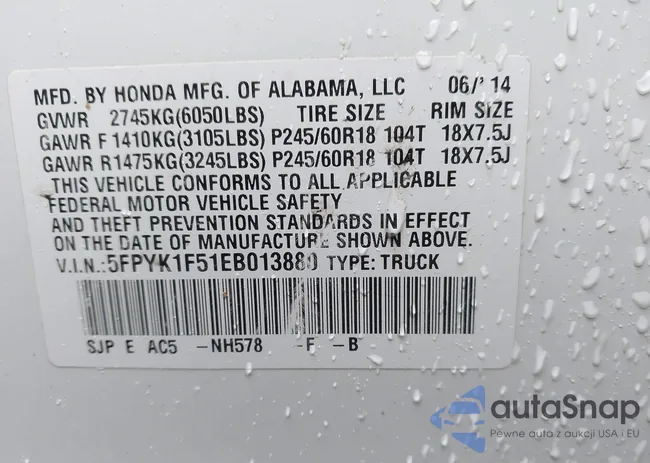 MFD. BY HONDA MFG. OF ALABAMA, LLC 06/'14
GVWR 2745KG(6050LBS) TIRE SIZE RIM SIZE
GAWR F 1410KG(3105LBS) P245/60R18 104T 18X7.5J
GAWR R1475KG(3245LBS) P245/60R18 104T 18X7.5J
THIS VEHICLE CONFORMS TO ALL APPLICABLE
FEDERAL MOTOR VEHICLE SAFETY
AND THEFT PREVENTION STANDARDS IN EFFECT
ON THE DATE OF MANUFACTURE SHOWN ABOVE.
V.I.N.:5FPYK1F51EB013880 TYPE: TRUCK
SJP E AC5 -NH578 -F -B
autaSnap
Pewne auta z aukcji USA i EU